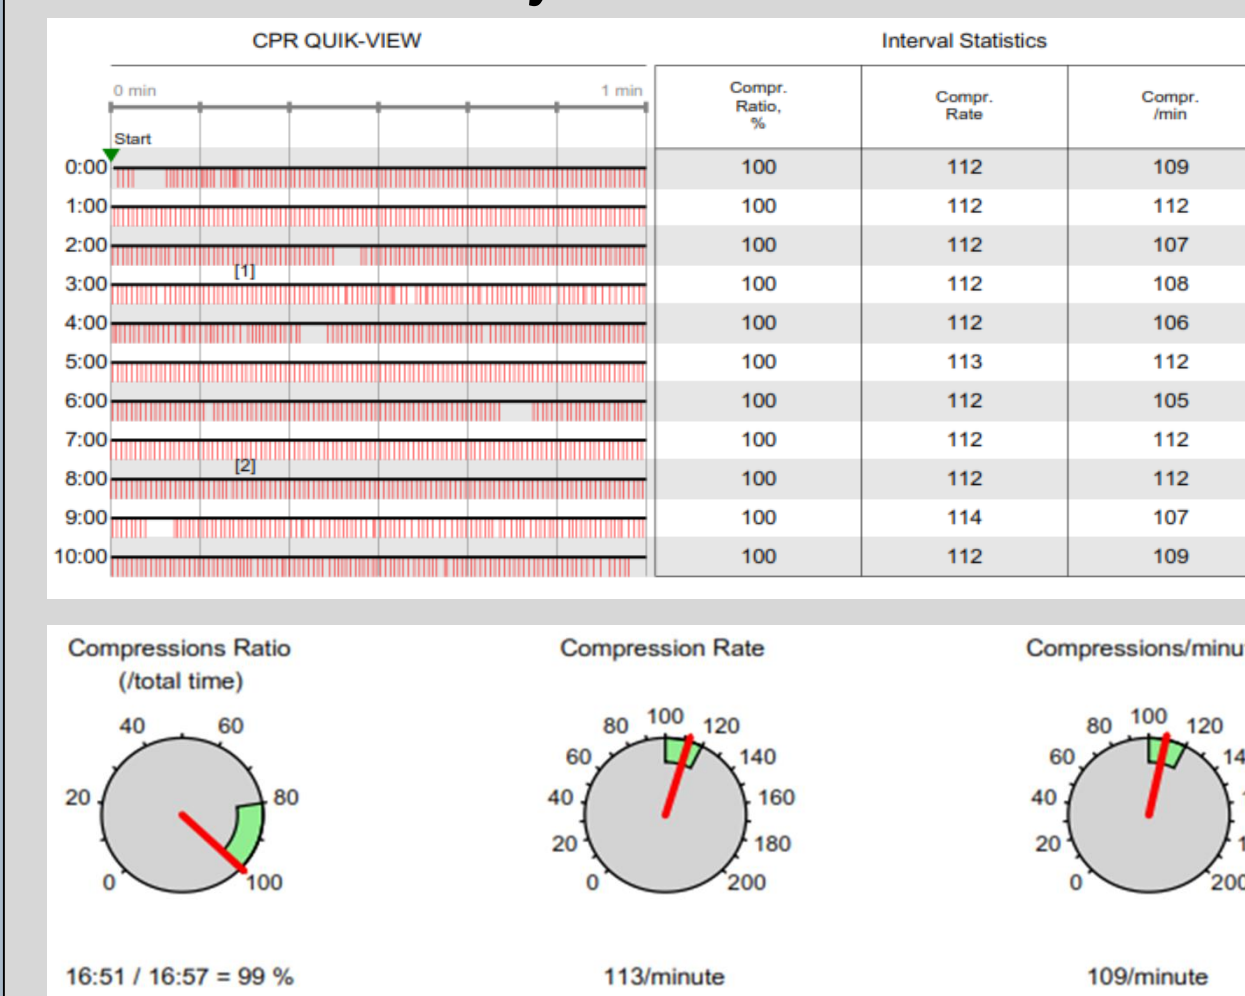 CPR QUIK-VIEW
Interval Statistics
0 min 1 min
Compr. Ratio, %
Compr. Rate
Compr. /min
Start
0:00 100 112 109
1:00 100 112 112
2:00 100 112 107
[1]
3:00 100 112 108
4:00 100 112 106
5:00 100 113 112
6:00 100 112 105
7:00 100 112 112
[2]
8:00 100 112 112
9:00 100 114 107
10:00 100 112 109
Compressions Ratio
(/total time)
0 20 40 60 80 100
16:51 / 16:57 = 99 %
Compression Rate
0 20 40 60 80 100 120 140 160 180 200
113/minute
Compressions/minu
0 20 40 60 80 100 120 14 200
109/minute